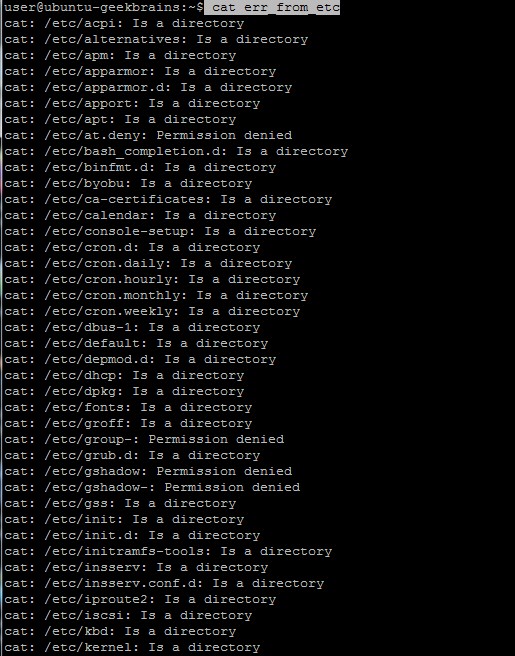 user@ubuntu-geekbrains:~$ cat err_from_etc
cat: /etc/acpi: Is a directory
cat: /etc/alternatives: Is a directory
cat: /etc/apm: Is a directory
cat: /etc/apparmor: Is a directory
cat: /etc/apparmor.d: Is a directory
cat: /etc/apport: Is a directory
cat: /etc/apt: Is a directory
cat: /etc/at.deny: Permission denied
cat: /etc/bash_completion.d: Is a directory
cat: /etc/binfmt.d: Is a directory
cat: /etc/byobu: Is a directory
cat: /etc/ca-certificates: Is a directory
cat: /etc/calendar: Is a directory
cat: /etc/console-setup: Is a directory
cat: /etc/cron.d: Is a directory
cat: /etc/cron.daily: Is a directory
cat: /etc/cron.hourly: Is a directory
cat: /etc/cron.monthly: Is a directory
cat: /etc/cron.weekly: Is a directory
cat: /etc/dbus-1: Is a directory
cat: /etc/default: Is a directory
cat: /etc/depmod.d: Is a directory
cat: /etc/dhcp: Is a directory
cat: /etc/dpkg: Is a directory
cat: /etc/fonts: Is a directory
cat: /etc/groff: Is a directory
cat: /etc/group-: Permission denied
cat: /etc/grub.d: Is a directory
cat: /etc/gshadow: Permission denied
cat: /etc/gshadow-: Permission denied
cat: /etc/gss: Is a directory
cat: /etc/init: Is a directory
cat: /etc/init.d: Is a directory
cat: /etc/initramfs-tools: Is a directory
cat: /etc/insserv: Is a directory
cat: /etc/insserv.conf.d: Is a directory
cat: /etc/iproute2: Is a directory
cat: /etc/iscsi: Is a directory
cat: /etc/kbd: Is a directory
cat: /etc/kernel: Is a directory